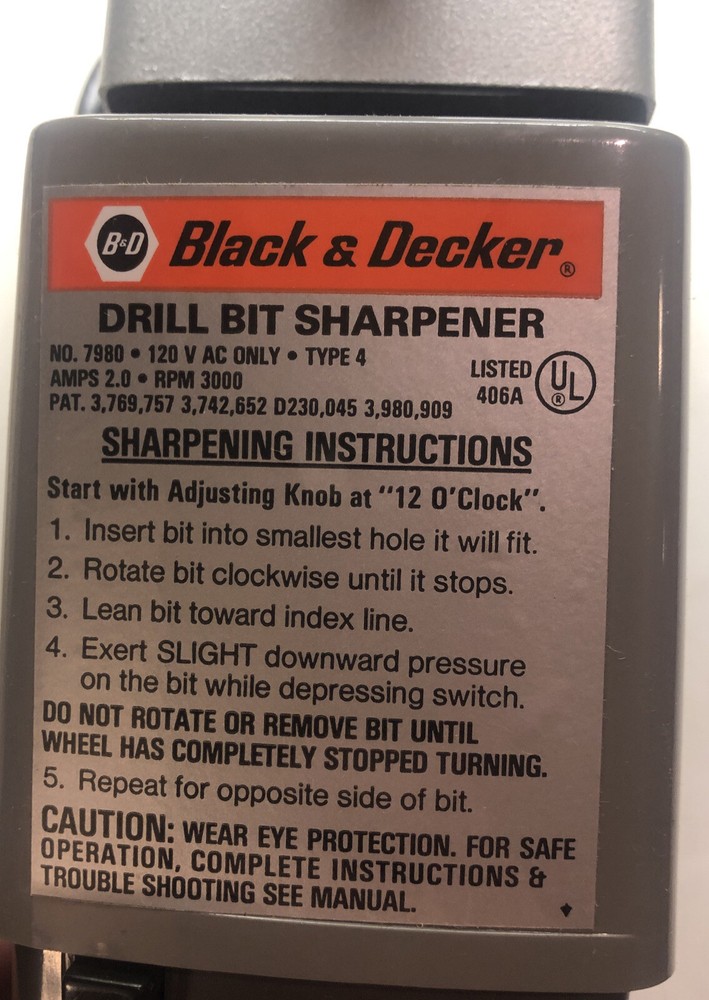 B&D Black & Decker®
DRILL BIT SHARPENER
NO. 7980 • 120 V AC ONLY • TYPE 4
AMPS 2.0 • RPM 3000
LISTED
406A
UL®
PAT. 3,769,757 3,742,652 D230,045 3,980,909
SHARPENING INSTRUCTIONS
Start with Adjusting Knob at "12 O'Clock".
1. Insert bit into smallest hole it will fit.
2. Rotate bit clockwise until it stops.
3. Lean bit toward index line.
4. Exert SLIGHT downward pressure
on the bit while depressing switch.
DO NOT ROTATE OR REMOVE BIT UNTIL
WHEEL HAS COMPLETELY STOPPED TURNING.
5. Repeat for opposite side of bit.
CAUTION: WEAR EYE PROTECTION. FOR SAFE
OPERATION, COMPLETE INSTRUCTIONS &
TROUBLE SHOOTING SEE MANUAL.